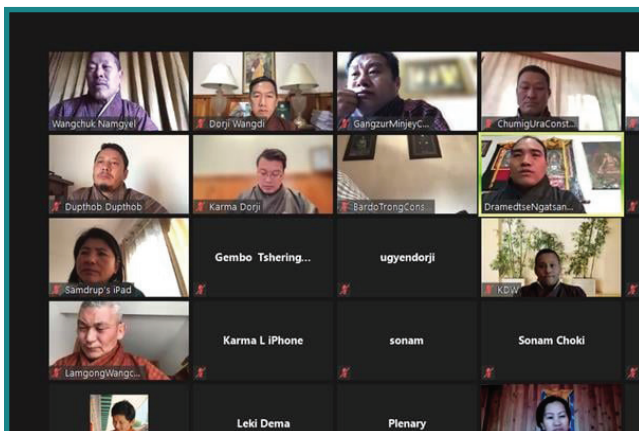 Wangchuk Namgyel
Dorji Wangdi
GangzurMinjeyC...
ChumigUraConst...
Dupthob Dupthob
Karma Dorji
BardoTrongCons...
DrametseNgatsan...
Samdrup's iPad
Gembo Tshering...
ugyendorji
KDW
LamgongWangc...
Karma L iPhone
sonam
Sonam Choki
Leki Dema
Plenary